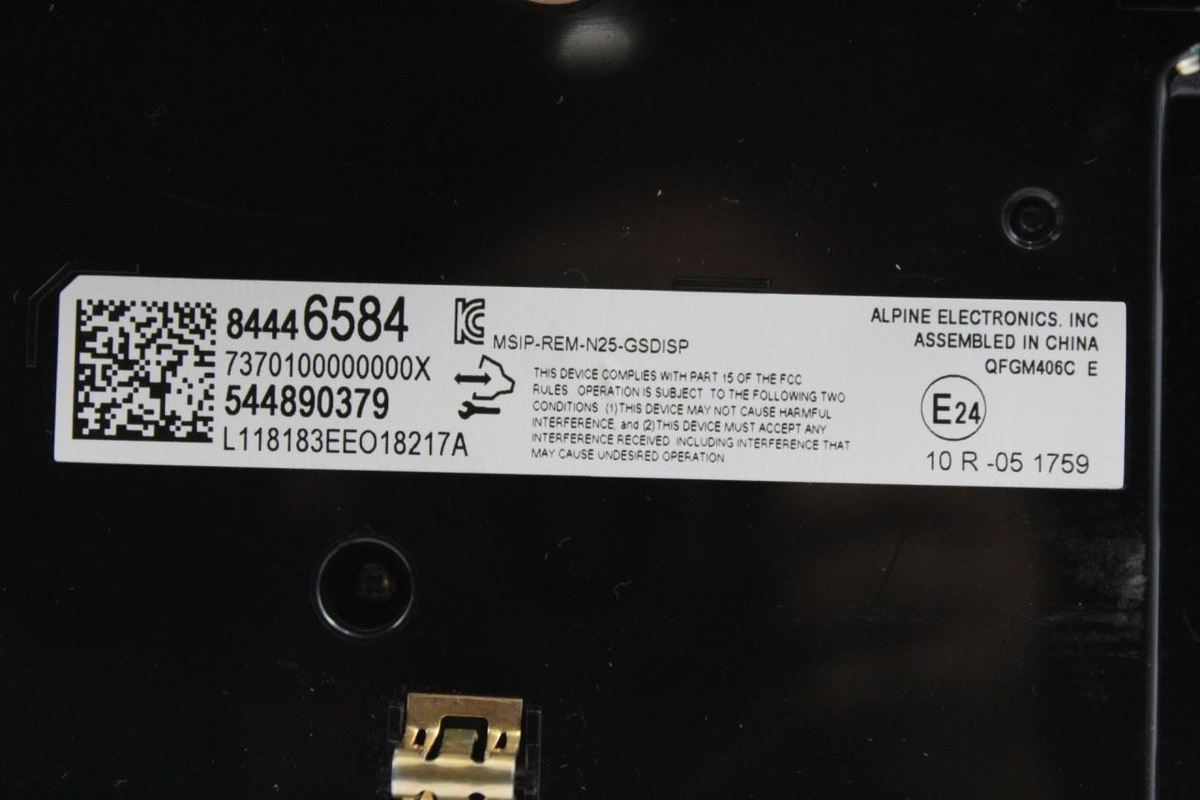 84446584
7370100000000X
544890379
L118183EEO18217A
KC
MSIP-REM-N25-GSDISP
THIS DEVICE COMPLIES WITH PART 15 OF THE FCC
RULES OPERATION IS SUBJECT TO THE FOLLOWING TWO
CONDITIONS (1)THIS DEVICE MAY NOT CAUSE HARMFUL
INTERFERENCE, and (2)THIS DEVICE MUST ACCEPT ANY
INTERFERENCE RECEIVED INCLUDING INTERFERENCE THAT
MAY CAUSE UNDESIRED OPERATION
ALPINE ELECTRONICS. INC
ASSEMBLED IN CHINA
QFGM406C E
E24
10 R -05 1759